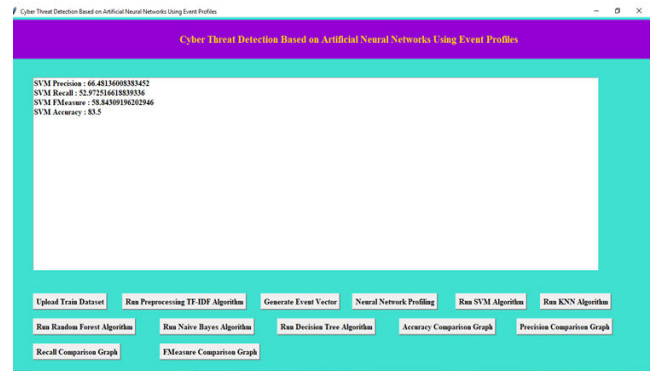 Cyber Threat Detection Based on Artificial Neural Networks Using Event Profiles
Cyber Threat Detection Based on Artificial Neural Networks Using Event Profiles
SVM Precision : 66.48136008383452
SVM Recall : 52.972516618839336
SVM FMeasure : 58.84309196202946
SVM Accuracy : 83.5
Upload Train Dataset Run Preprocessing TF-IDF Algorithm Generate Event Vector Neural Network Profiling Run SVM Algorithm Run KNN Algorithm
Run Random Forest Algorithm Run Naive Bayes Algorithm Run Decision Tree Algorithm Accuracy Comparison Graph Precision Comparison Graph
Recall Comparison Graph FMeasure Comparison Graph